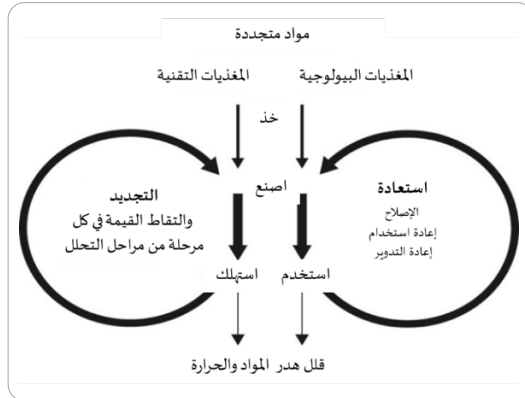 مواد متجددة
المغذيات البيولوجية
المغذيات التقنية
خذ
اصنع
استعادة
الإصلاح
إعادة استخدام
إعادة التدوير
التجديد
والتقاط القيمة في كل
مرحلة من مراحل التحلل
استخدم
استهلك
قلل هدر المواد والحرارة